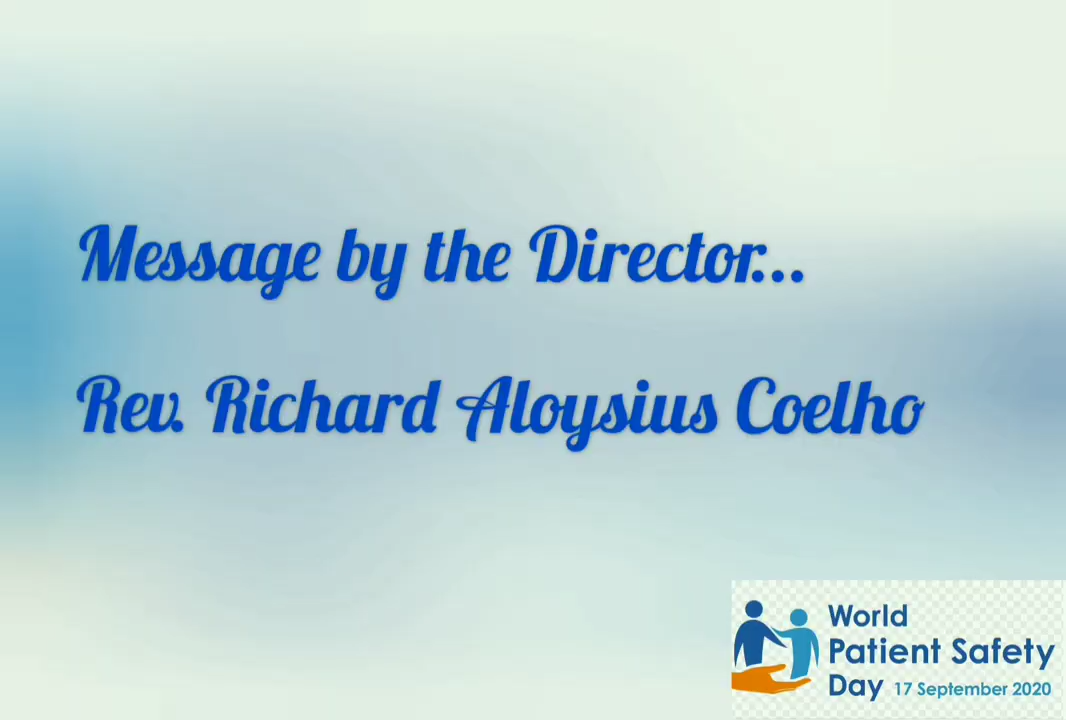 Message by the Director...
Rev. Richard Aloysius Coelho
World
Patient Safety
Day 17 September 2020